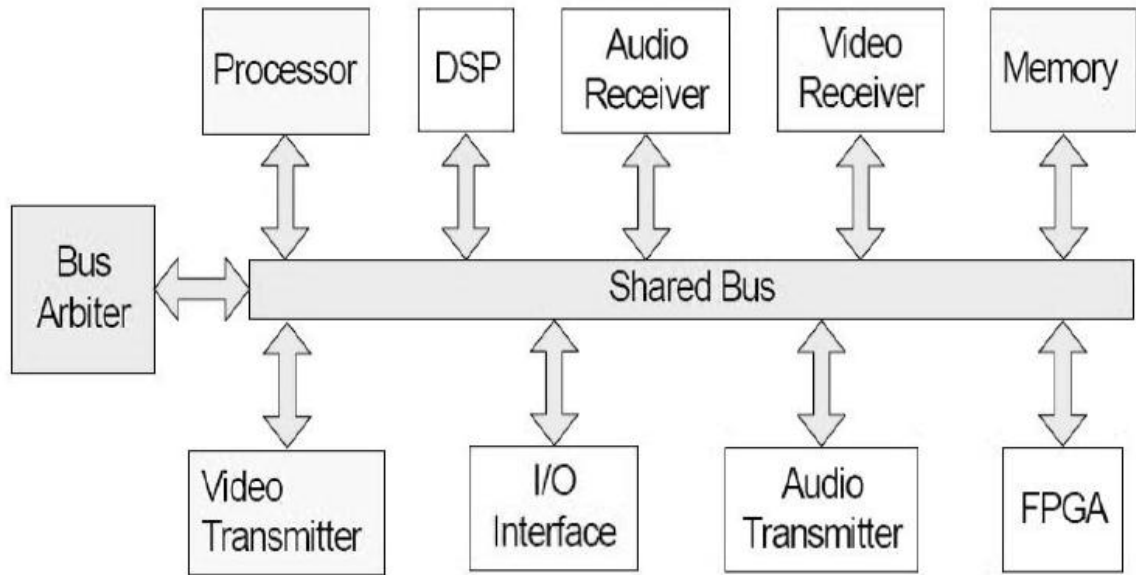 Processor
DSP
Audio
Receiver
Video
Receiver
Memory
Bus
Arbiter
Shared Bus
Video
Transmitter
I/O
Interface
Audio
Transmitter
FPGA